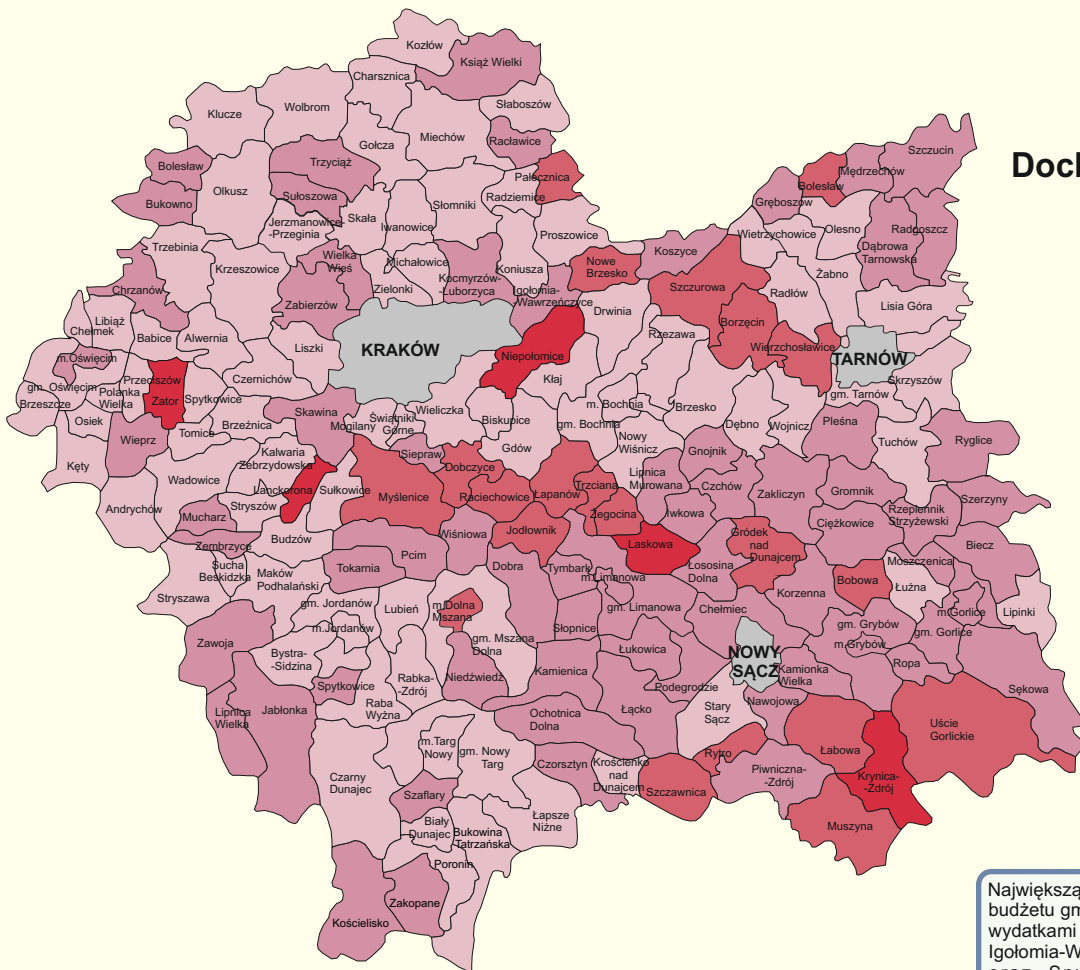 Kozłów
Książ Wielki
Charsznica
Słaboszów
Klucze
Wolbrom
Miechów
Gołcza
Racławice
Bolesław
Trzyciąż
Pałecznica
Radziemice
Olkusz
Bukowno
Sułoszowa
Słomniki
Skała
Iwanowice
Jerzmanowice-
-Przeginia
Proszowice
Trzebinia
Krzeszowice
Wielka
Wieś
Michałowice
Zielonki
Kocmyrzów-
-Luborzyca
Koniusza
Nowe
Brzesko
Koszyce
Igołomia-
-Wawrzeńczyce
Zabierzów
Chrzanów
Libiąż
Chełmek
Babice
Alwernia
Liszki
KRAKÓW
Niepołomice
Drwinia
Szczurowa
Borzęcin
Rzezawa
Wierzchosławice
Radłów
Żabno
Wietrzychowice
Gręboszów
Bolesław
Mędrzechów
Szczucin
Olesno
Dąbrowa
Tarnowska
Radgoszcz
Lisia Góra
TARNÓW
Skrzyszów
gm. Tarnów
m.Oświęcim
gm. Oświęcim
Brzeszcze
Przeciszów
Polanka
Wielka
Zator
Spytkowice
Czernichów
Osiek
Wieprz
Tomice
Brzeźnica
Skawina
Mogilany
Świątniki
Górne
Wieliczka
Biskupice
Kłaj
m. Bochnia
gm. Bochnia
Brzesko
Dębno
Wojnicz
Pleśna
Tuchów
Ryglice
Kęty
Andrychów
Wadowice
Kalwaria
Zebrzydowska
Lanckorona
Stryszów
Sułkowice
Myślenice
Siepraw
Dobczyce
Gdów
Raciechowice
Łapanów
Trzciana
Żegocina
Nowy
Wiśnicz
Lipnica
Murowana
Gnojnik
Czchów
Iwkowa
Zakliczyn
Gromnik
Ciężkowice
Rzepiennik
Strzyżewski
Szerzyny
Biecz
Mucharz
Zembrzyce
Budzów
Sucha
Beskidzka
Maków
Podhalański
Stryszawa
Tokarnia
Pcim
Wiśniowa
Jodłownik
Dobra
Tymbark
m.Limanowa
Laskowa
Łososina
Dolna
Gródek
nad
Dunajcem
Korzenna
Bobowa
Moszczenica
Łużna
m.Gorlice
Lipinki
gm. Gorlice
gm. Jordanów
m.Jordanów
Lubień
m.Dolna
Mszana
gm. Mszana
Dolna
gm. Limanowa
Słopnice
Chełmiec
gm. Grybów
m.Grybów
Ropa
Sękowa
Zawoja
Bystra-
-Sidzina
Spytkowice
Rabka-
-Zdrój
Raba
Wyżna
Niedźwiedź
Kamienica
Łukowica
Podegrodzie
NOWY
SĄCZ
Kamionka
Wielka
Nawojowa
Stary
Sącz
Łącko
Lipnica
Wielka
Jabłonka
Ochotnica
Dolna
Rytro
Łabowa
Uście
Gorlickie
Krynica-
-Zdrój
Piwniczna-
-Zdrój
Muszyna
m.Targ
Nowy
gm. Nowy
Targ
Czarny
Dunajec
Szaflary
Czorsztyn
Krościenko
nad
Dunajcem
Szczawnica
Łapsze
Niżne
Biały
Dunajec
Bukowina
Tatrzańska
Poronin
Zakopane
Kościelisko
Największą
budżetu
wydatkami
Igołomia-W